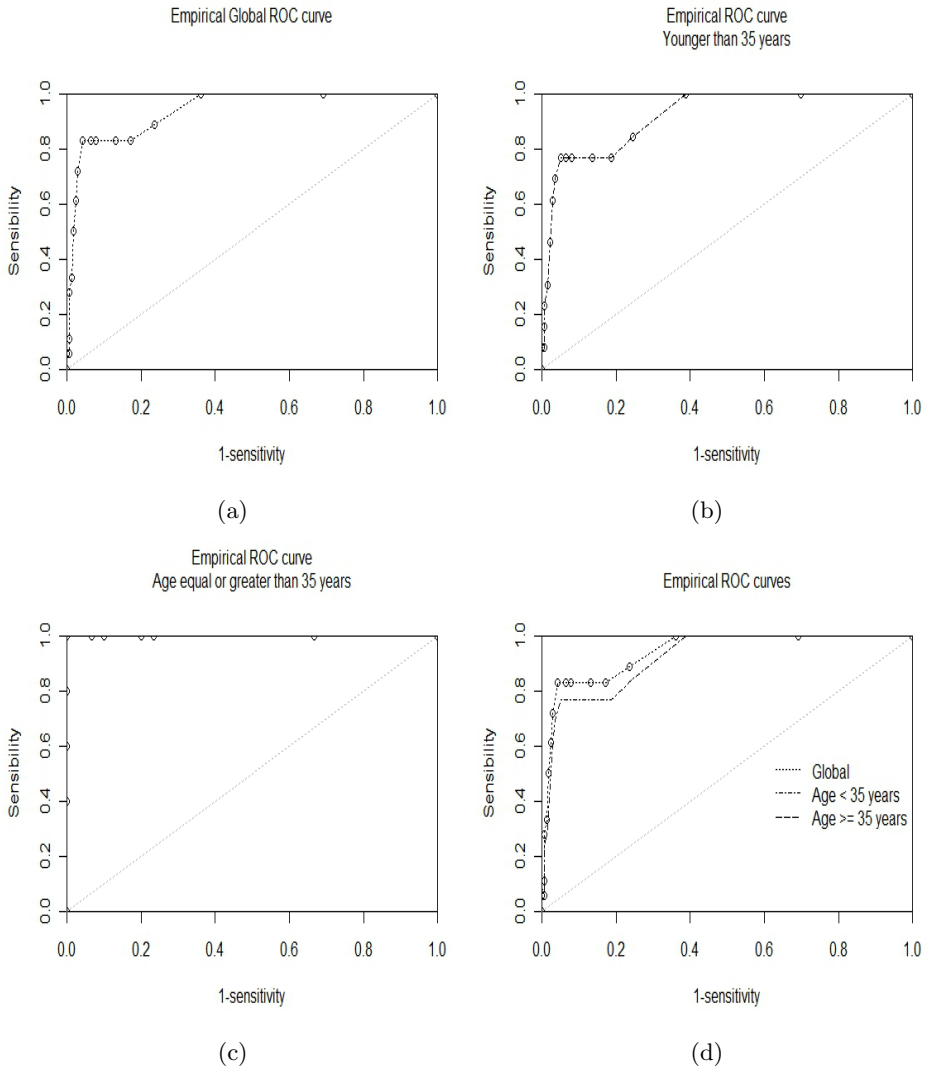 Empirical Global ROC curve
Sensibility
0.0 0.2 0.4 0.6 0.8 1.0
0.0 0.2 0.4 0.6 0.8 1.0
1-sensitivity
(a)
Empirical ROC curve
Younger than 35 years
Sensibility
0.0 0.2 0.4 0.6 0.8 1.0
0.0 0.2 0.4 0.6 0.8 1.0
1-sensitivity
(b)
Empirical ROC curve
Age equal or greater than 35 years
Sensibility
0.0 0.2 0.4 0.6 0.8 1.0
0.0 0.2 0.4 0.6 0.8 1.0
1-sensitivity
(c)
Empirical ROC curves
Sensibility
0.0 0.2 0.4 0.6 0.8 1.0
Global
Age < 35 years
Age >= 35 years
0.0 0.2 0.4 0.6 0.8 1.0
1-sensitivity
(d)